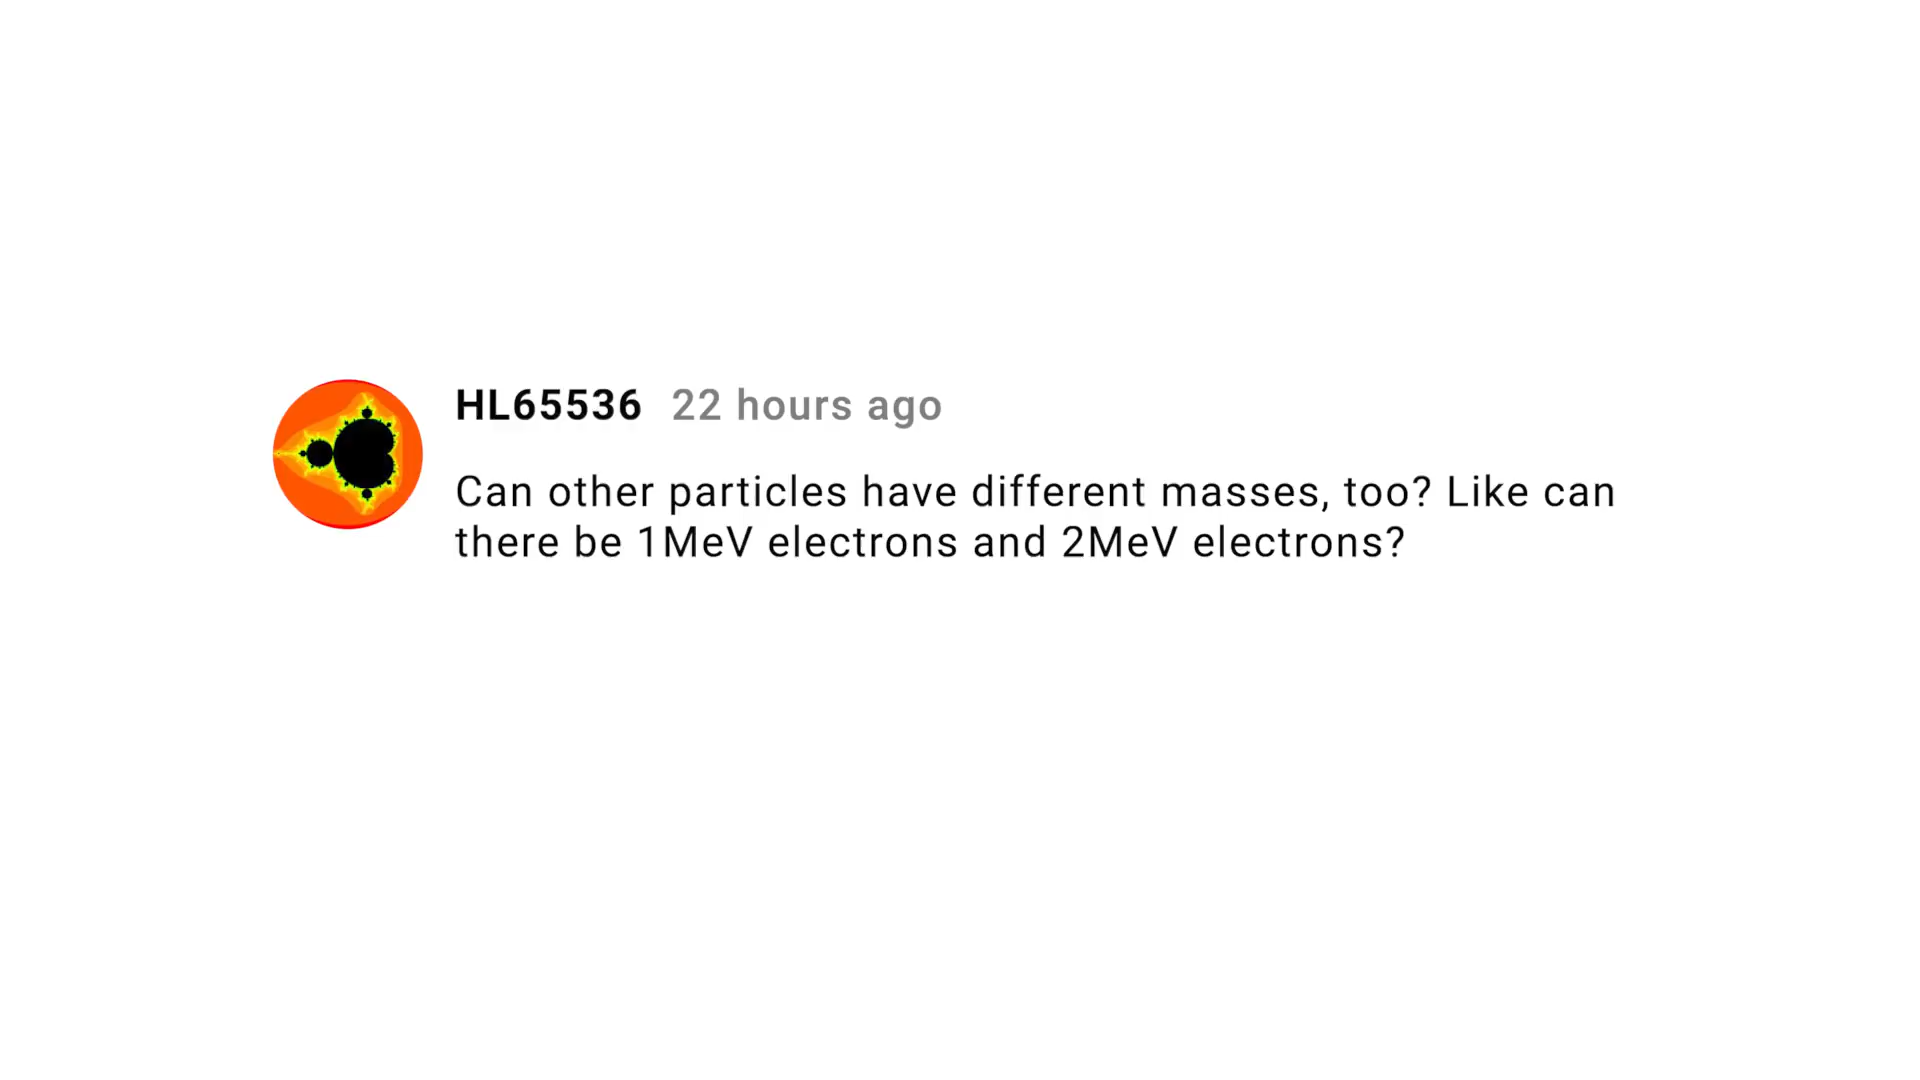 HL65536 22 hours ago
Can other particles have different masses, too? Like can
there be 1MeV electrons and 2MeV electrons?